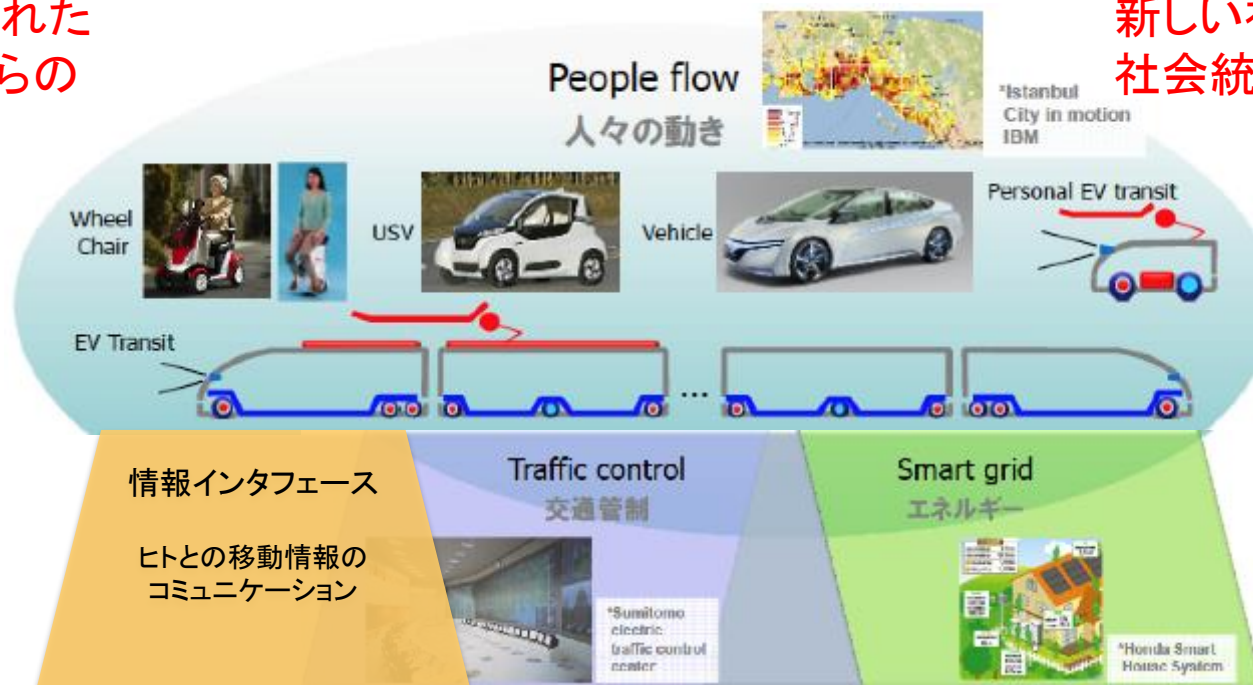 れた
らの
新しい
社会統
People flow
人々の動き
*Istanbul
City in motion
IBM
Wheel
Chair
USV
Vehicle
Personal EV transit
EV Transit
...
情報インタフェース
ヒトとの移動情報の
コミュニケーション
Traffic control
交通管制
*Sumitomo
electric
traffic control
center
Smart grid
エネルギー
*Honda Smart
House System